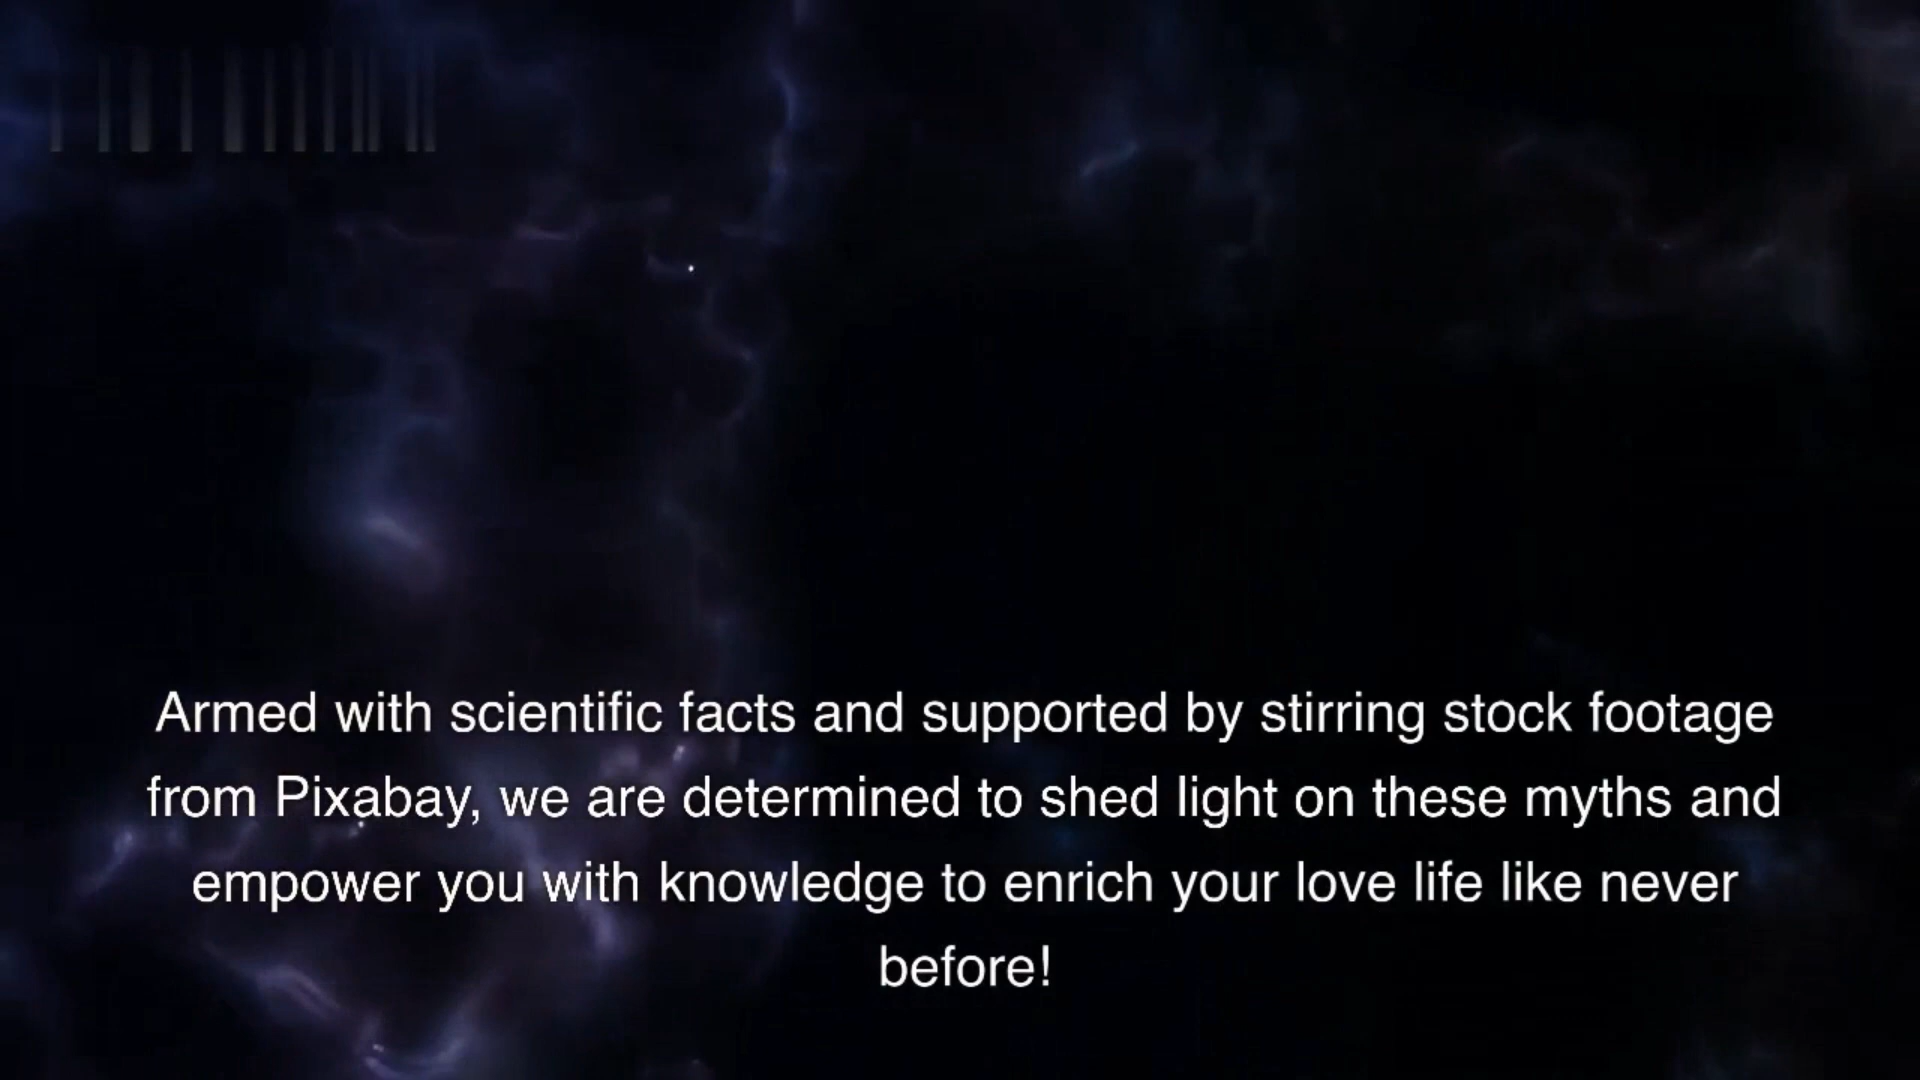 Armed with scientific facts and supported by stirring stock footage
from Pixabay, we are determined to shed light on these myths and
empower you with knowledge to enrich your love life like never
before!